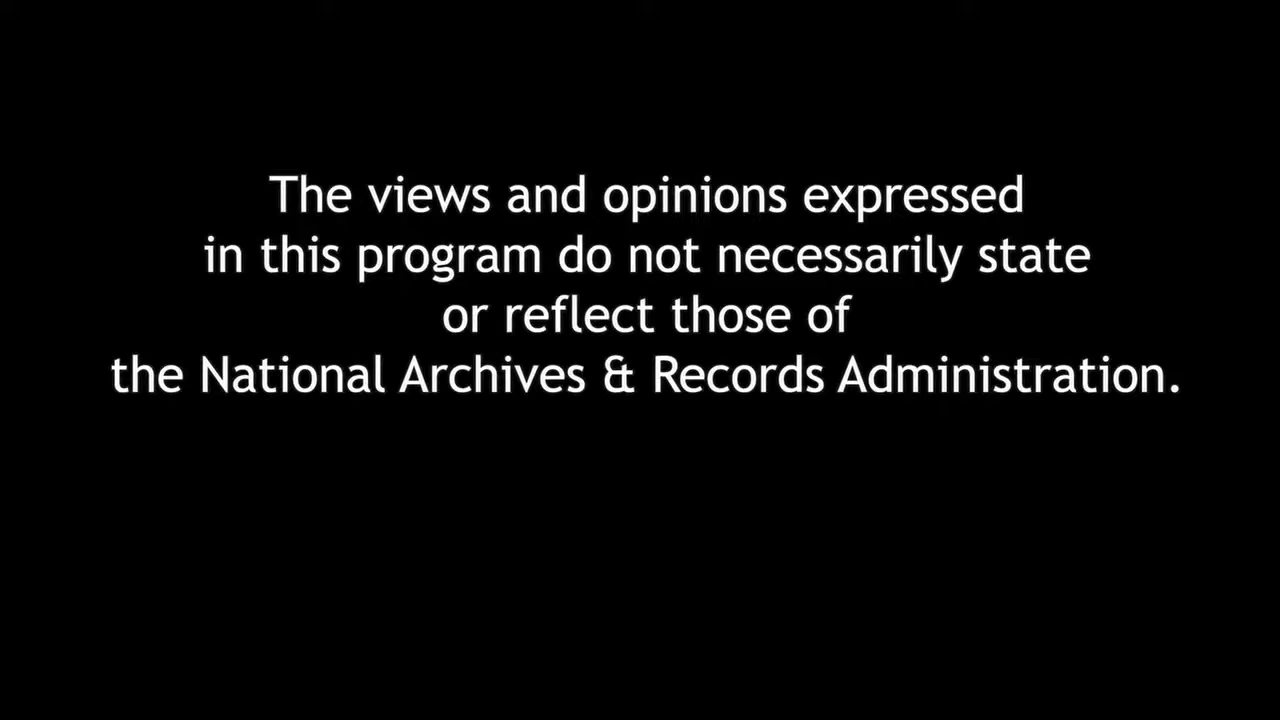 The views and opinions expressed
in this program do not necessarily state
or reflect those of
the National Archives & Records Administration.